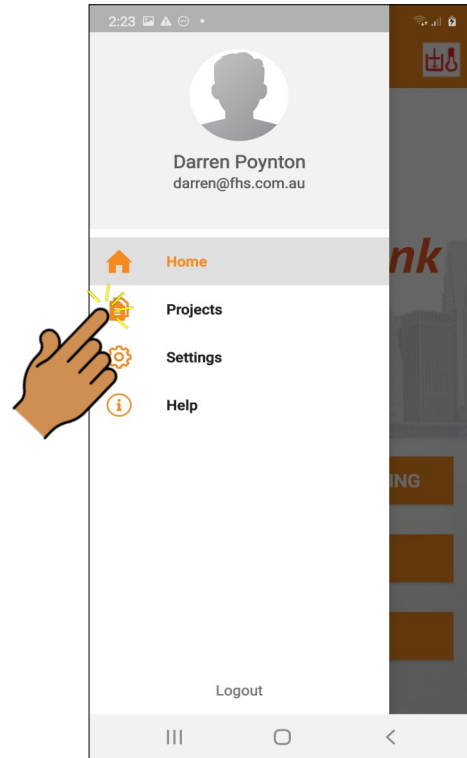 2:23
Darren Poynton
darren@fhs.com.au
Home
nk
Projects
Settings
Help
ING
Logout